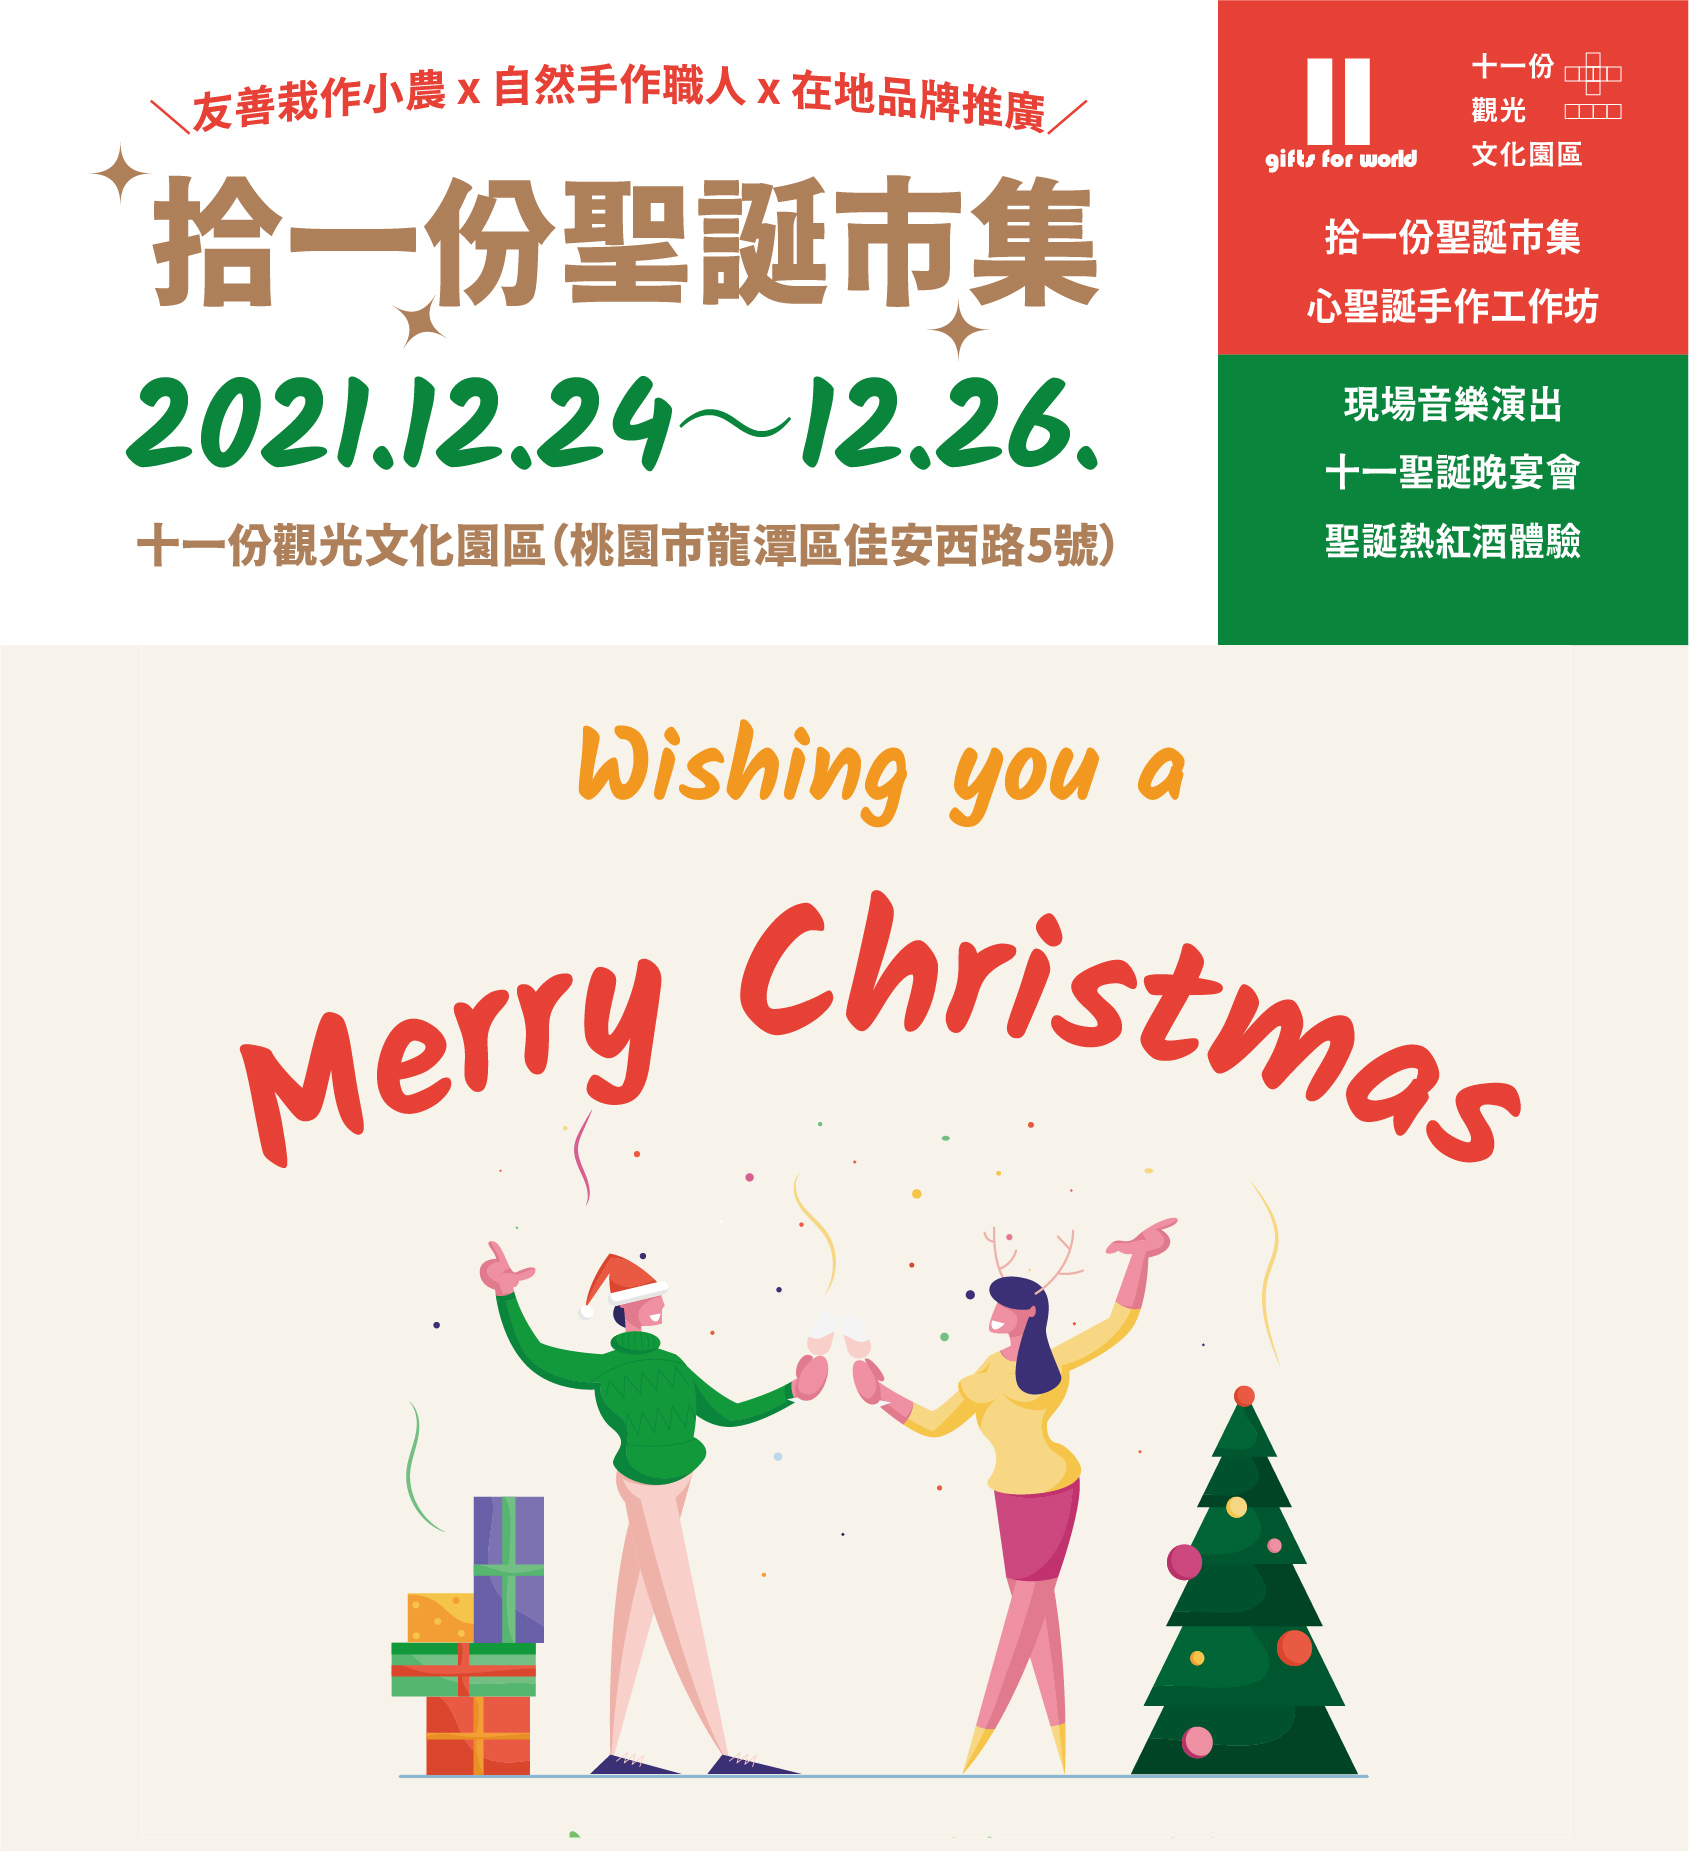 友善栽作小農 x 自然手作職人 x 在地品牌推廣
拾一份聖誕市集
2021.12.24～12.26.
十一份觀光文化園區(桃園市龍潭區佳安西路5號)
gifts for world
十一份
觀光
文化園區
拾一份聖誕市集
心聖誕手作工作坊
現場音樂演出
十一聖誕晚宴會
聖誕熱紅酒體驗
Wishing you a
Merry Christmas